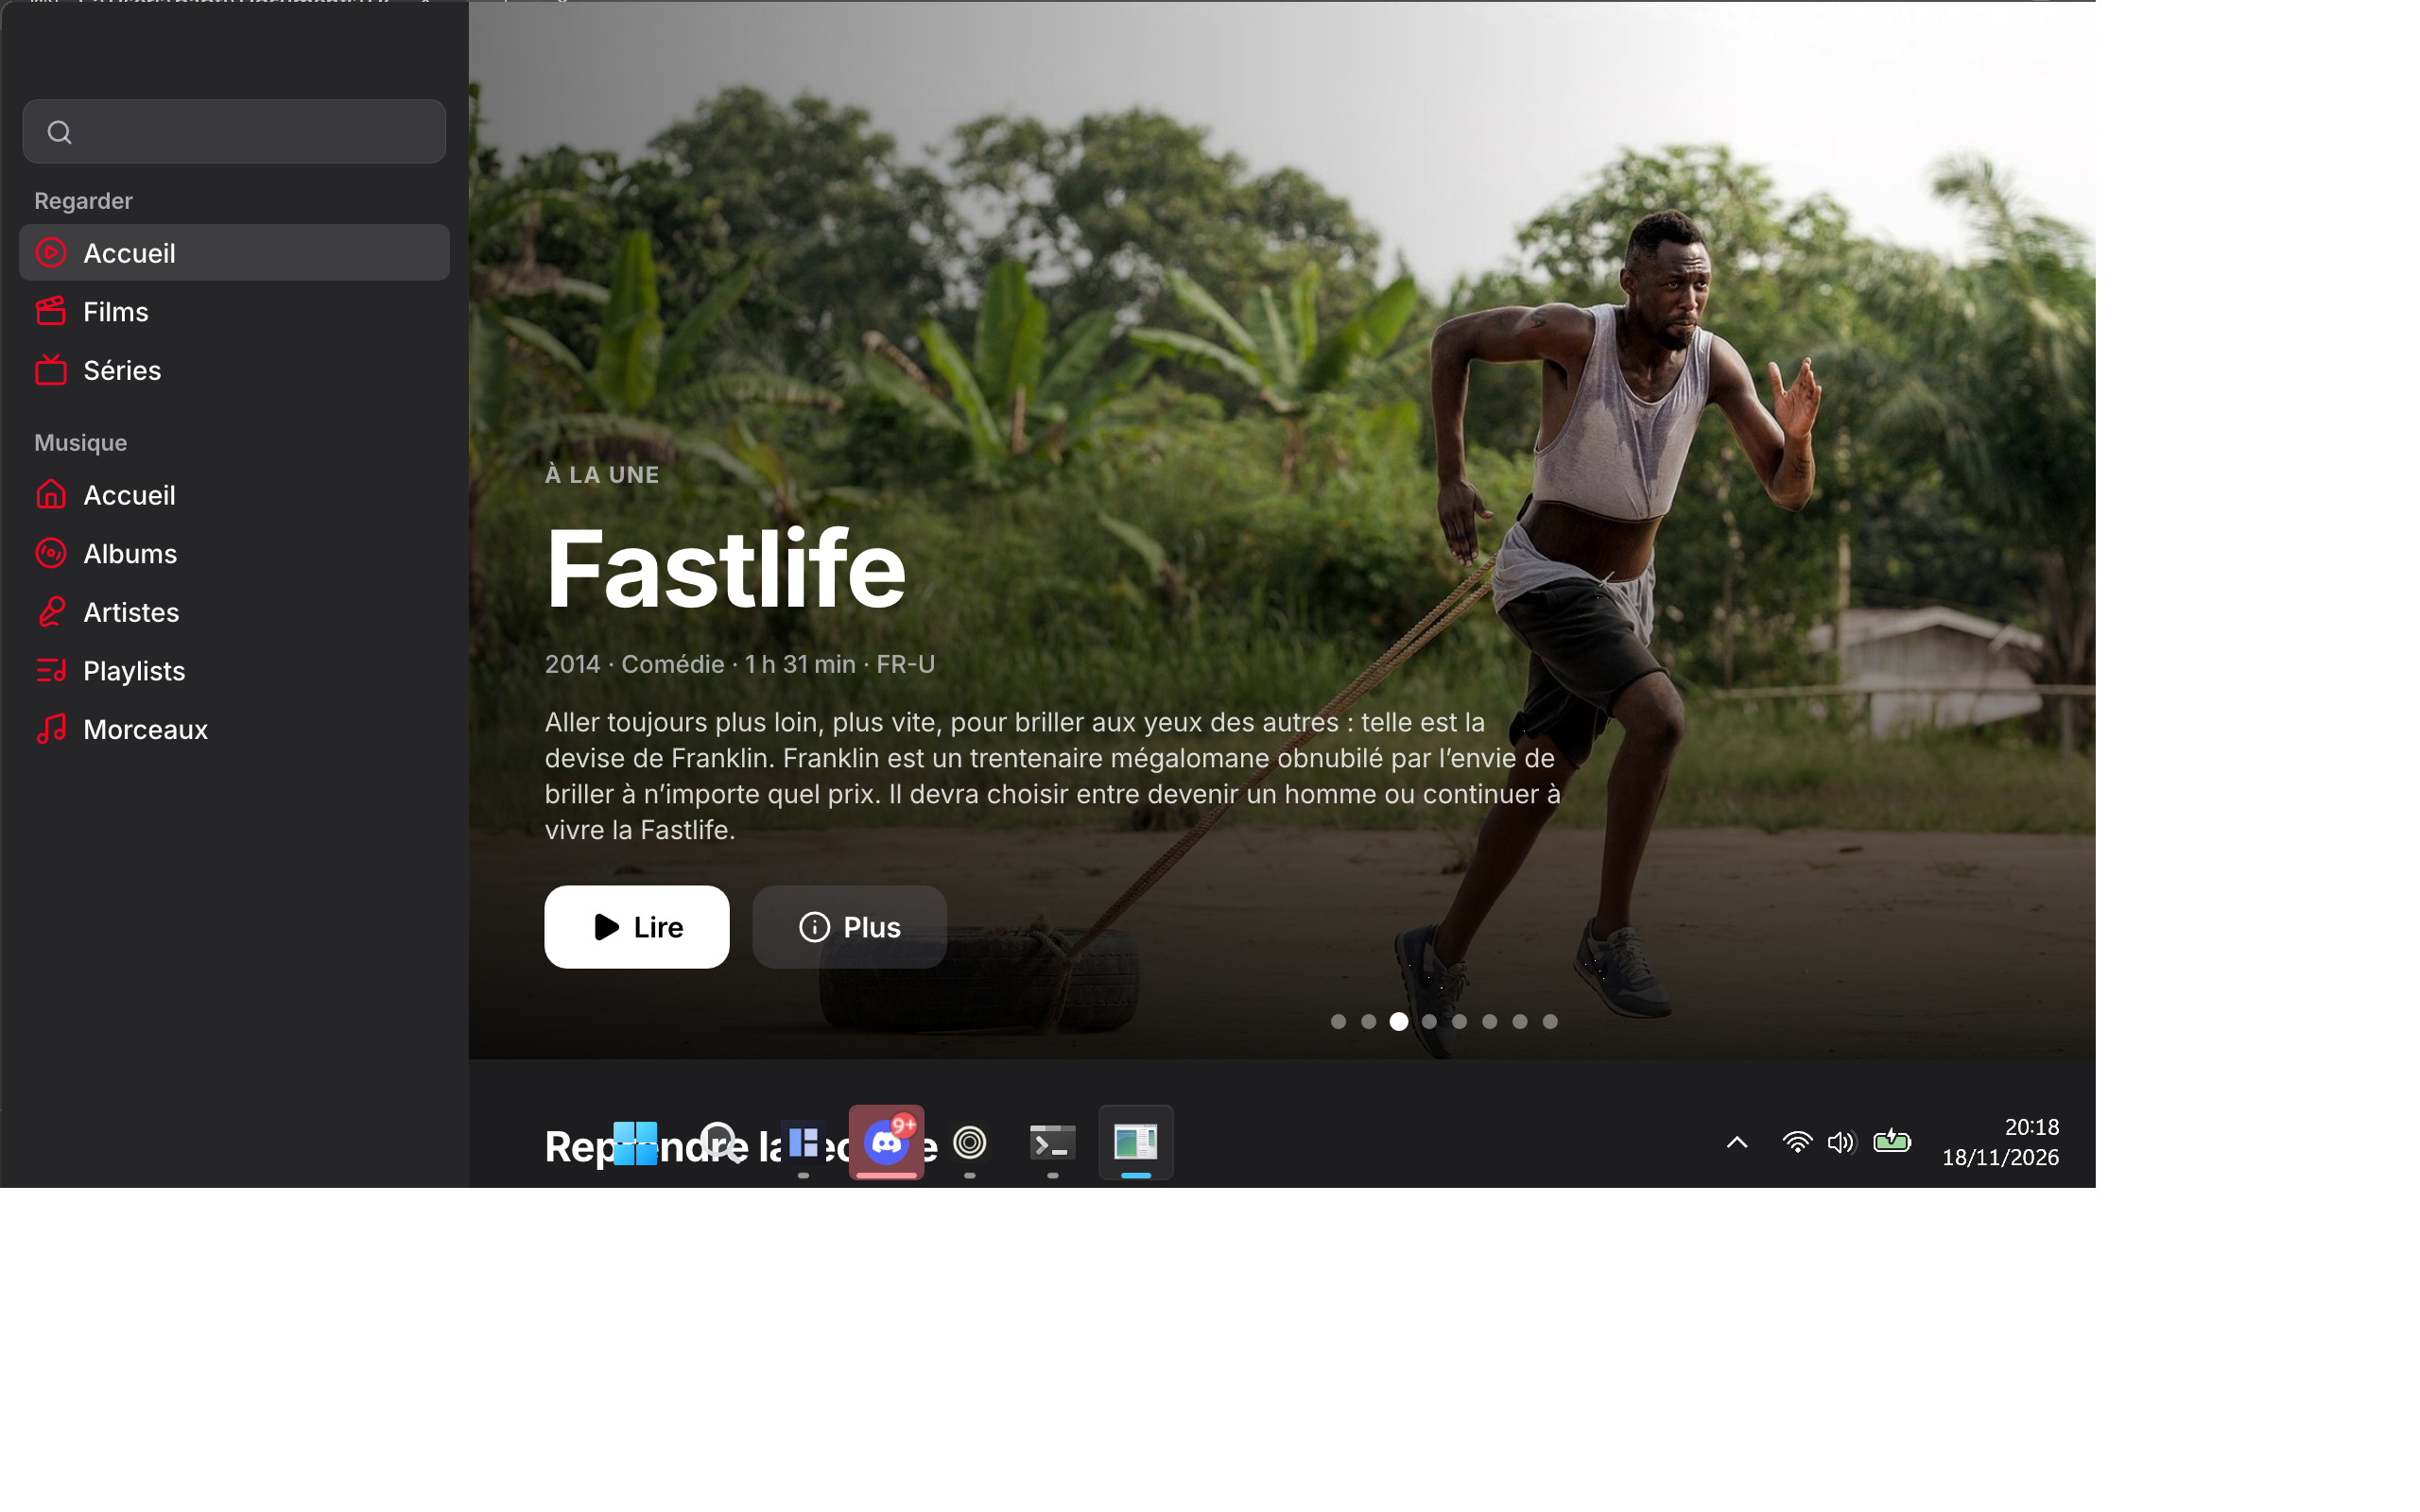 Regarder
Accueil
Films
Séries
Musique
Accueil
Albums
Artistes
Playlists
Morceaux
À LA UNE
Fastlife
2014 · Comédie · 1 h 31 min · FR-U
Aller toujours plus loin, plus vite, pour briller aux yeux des autres : telle est la
devise de Franklin. Franklin est un trentenaire mégalomane obnubilé par l’envie de
briller à n’importe quel prix. Il devra choisir entre devenir un homme ou continuer à
vivre la Fastlife.
Lire
Plus
9+
20:18
18/11/2026